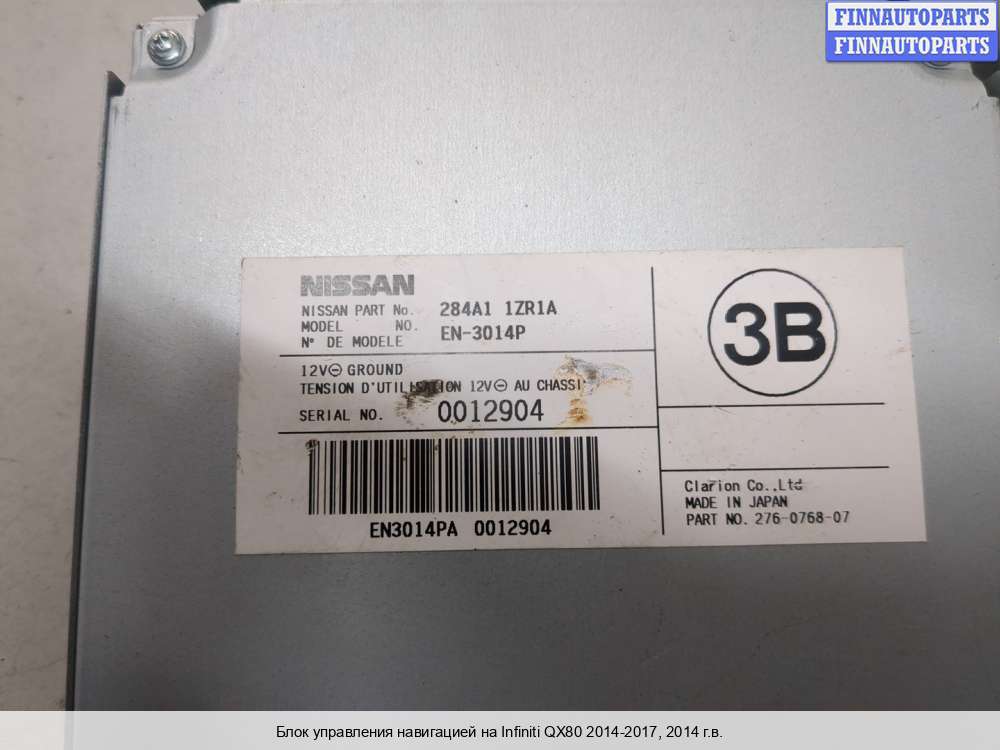 FINNAUTOPARTS
FINNAUTOPARTS
NISSAN
NISSAN PART No. 284A1 1ZR1A
MODEL NO.
N° DE MODELE EN-3014P
3B
12V⊖ GROUND
TENSION D'UTILISATION 12V⊖ AU CHASSI
SERIAL NO. 0012904
EN3014PA 0012904
Clarion Co.,Ltd
MADE IN JAPAN
PART NO. 276-0768-07
Блок управления навигацией на Infiniti QX80 2014-2017, 2014 г.в.